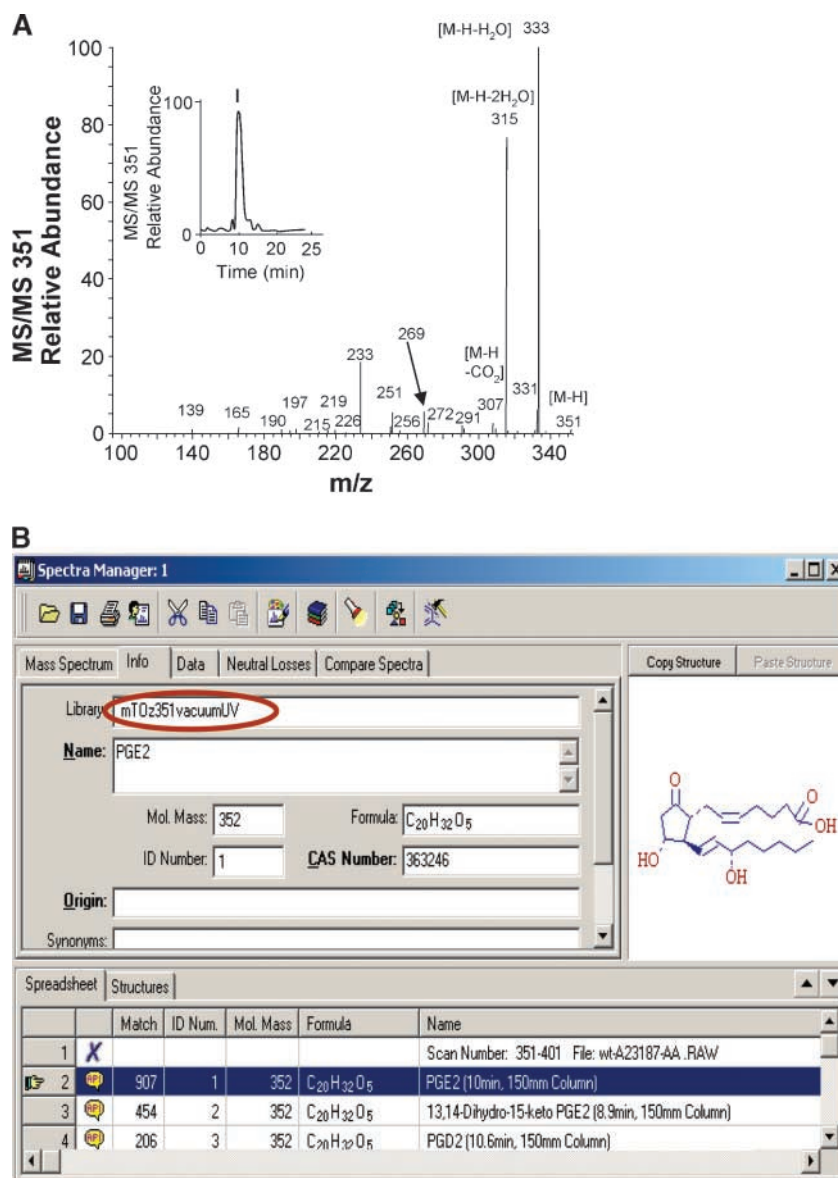 A
[M-H-H2O] 333
100
[M-H-2H2O]
315
80
60
40
20
0
MS/MS 351
Relative Abundance
100
0
MS/MS 351
Relative Abundance
0 10 20 25
Time (min)
269
233
[M-H
-CO2]
251
331
[M-H]
139
165
197
219
190
215
226
256
272
291
307
351
100 140 180 220 260 300 340
m/z
B
Spectra Manager: 1
Mass Spectrum Info Data Neutral Losses Compare Spectra
Copy Structure Paste Structure
Library mTOz351vacuumUV
Name: PGE2
Mol. Mass: 352 Formula: C20H32O5
ID Number: 1 CAS Number: 363246
Origin:
Synonyms:
O
O
OH
HO
OH
Spreadsheet Structures
Match ID Num. Mol. Mass Formula Name
1 X Scan Number: 351-401 File: wt-A23187-AA .RAW
2 API 907 1 352 C20H32O5 PGE2 (10min, 150mm Column)
3 API 454 2 352 C20H32O5 13,14-Dihydro-15-keto PGE2 (8.9min, 150mm Column)
4 API 206 3 352 C20H32O5 PGD2 (10.6min, 150mm Column)